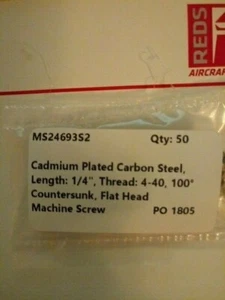 REDS
AIRCRAF
MS24693S2 Qty: 50
Cadmium Plated Carbon Steel,
Length: 1/4", Thread: 4-40, 100°
Countersunk, Flat Head
Machine Screw PO 1805